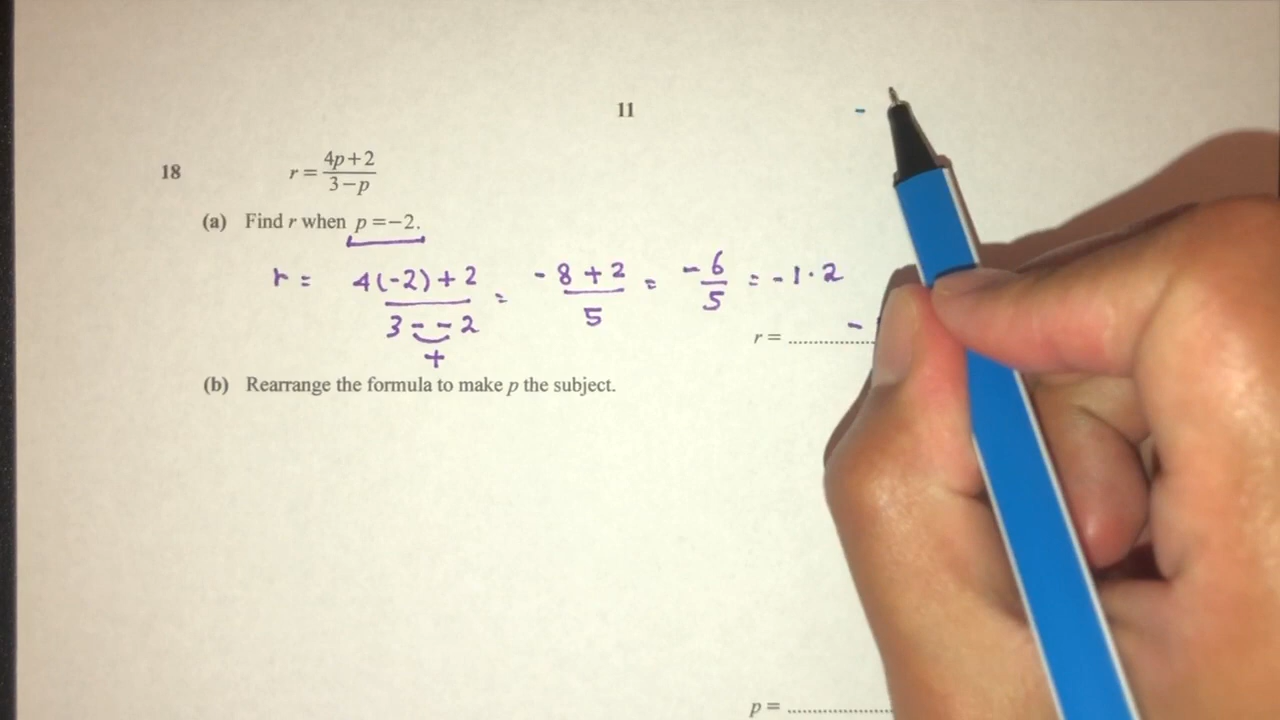 11
18 r = (4p+2)/(3−p)
(a) Find r when p =−2.
r = (4(-2)+2)/(3--2) = (-8+2)/5 = -6/5 = -1.2
+
r = .............. -
(b) Rearrange the formula to make p the subject.
p = ................